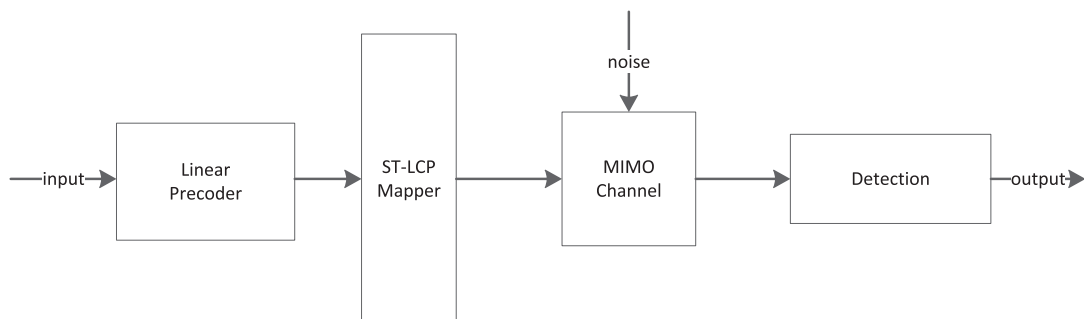 noise
input
Linear
Precoder
ST-LCP
Mapper
MIMO
Channel
Detection
output